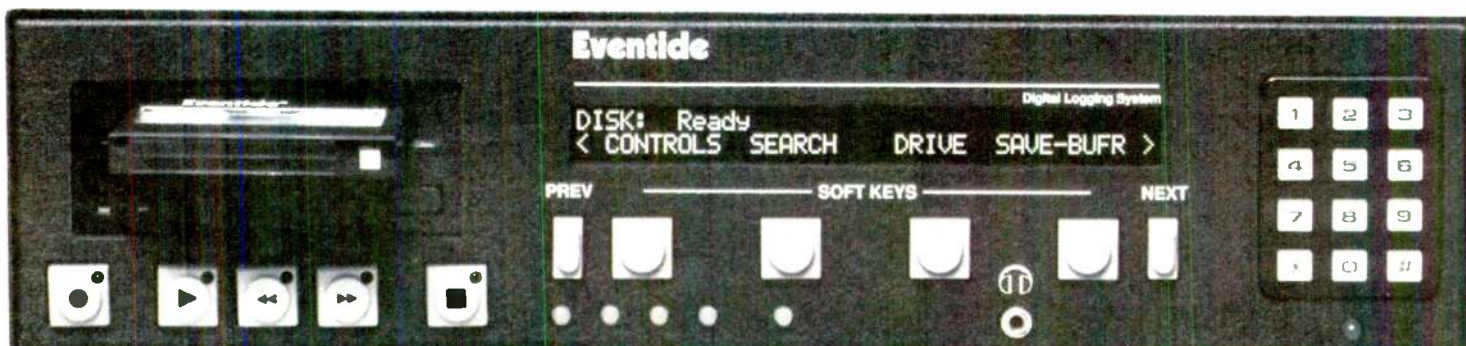 Eventide
Digital Logging System
DISK: Ready
< CONTROLS SEARCH DRIVE SAVE-BUFR >
PREV SOFT KEYS NEXT
1 2 3
4 5 6
7 8 9
0 #